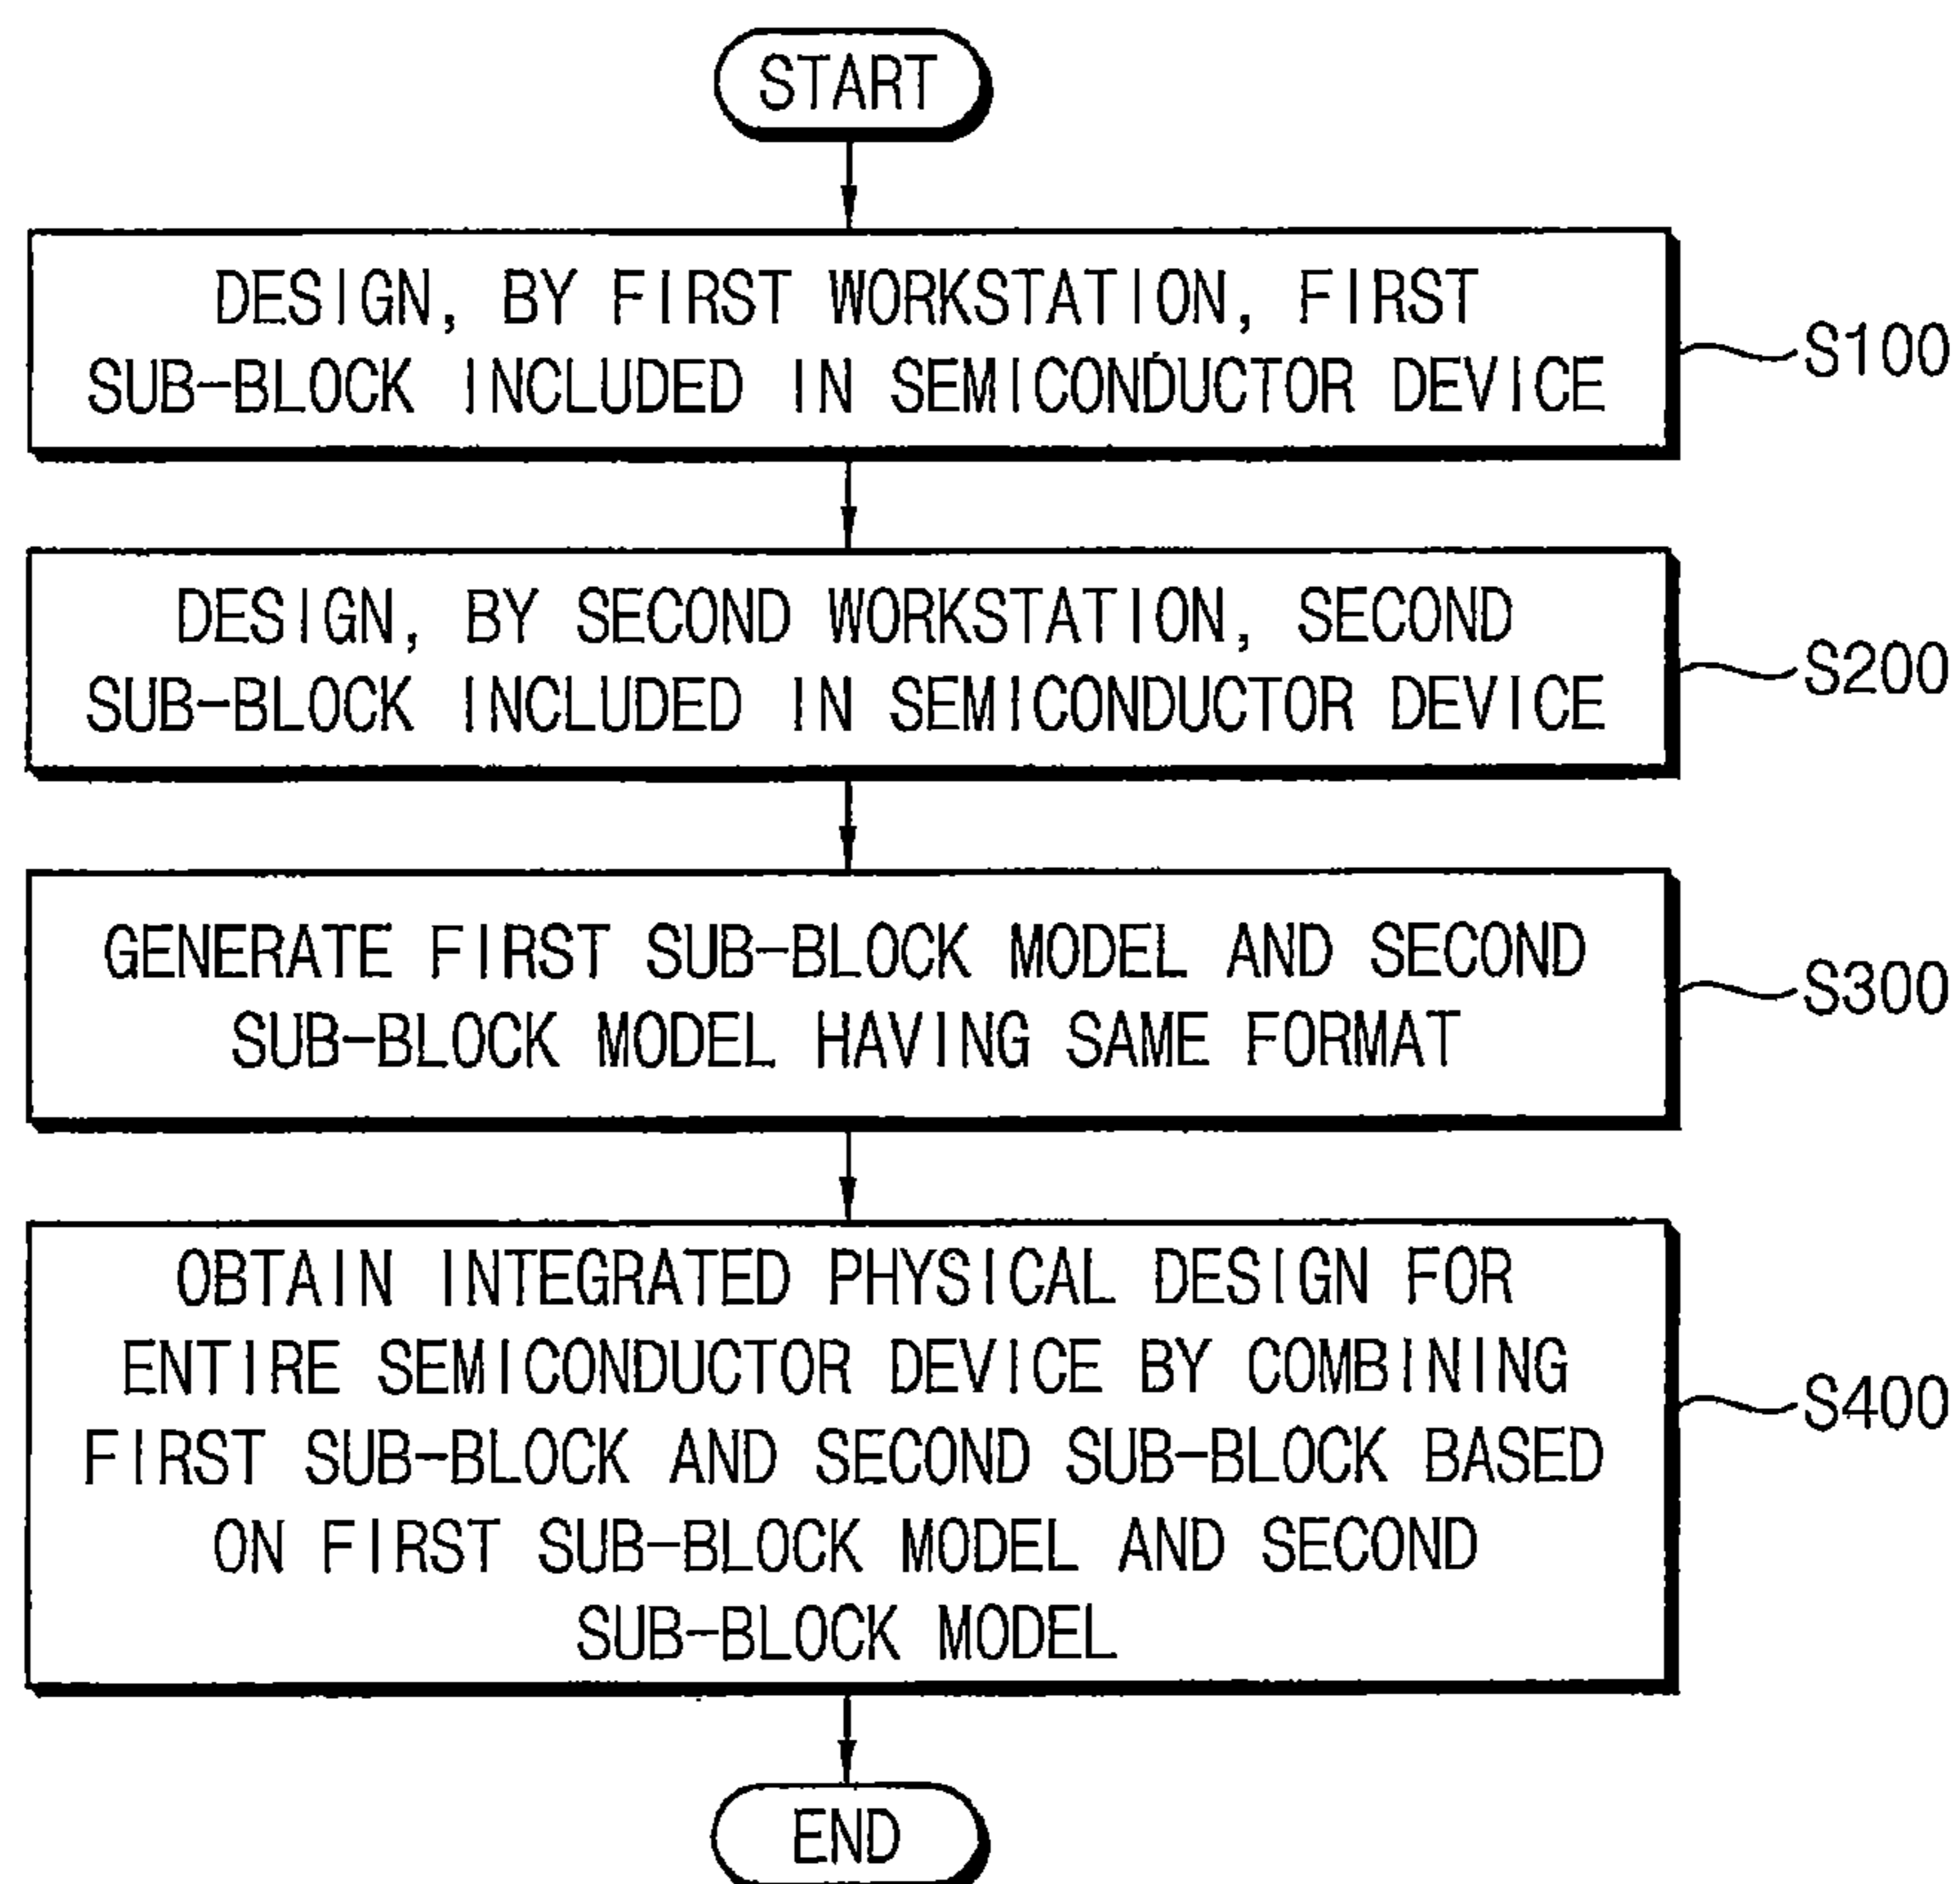 START
DESIGN, BY FIRST WORKSTATION, FIRST
SUB-BLOCK INCLUDED IN SEMICONDUCTOR DEVICE
S100
DESIGN, BY SECOND WORKSTATION, SECOND
SUB-BLOCK INCLUDED IN SEMICONDUCTOR DEVICE
S200
GENERATE FIRST SUB-BLOCK MODEL AND SECOND
SUB-BLOCK MODEL HAVING SAME FORMAT
S300
OBTAIN INTEGRATED PHYSICAL DESIGN FOR
ENTIRE SEMICONDUCTOR DEVICE BY COMBINING
FIRST SUB-BLOCK AND SECOND SUB-BLOCK BASED
ON FIRST SUB-BLOCK MODEL AND SECOND
SUB-BLOCK MODEL
S400
END